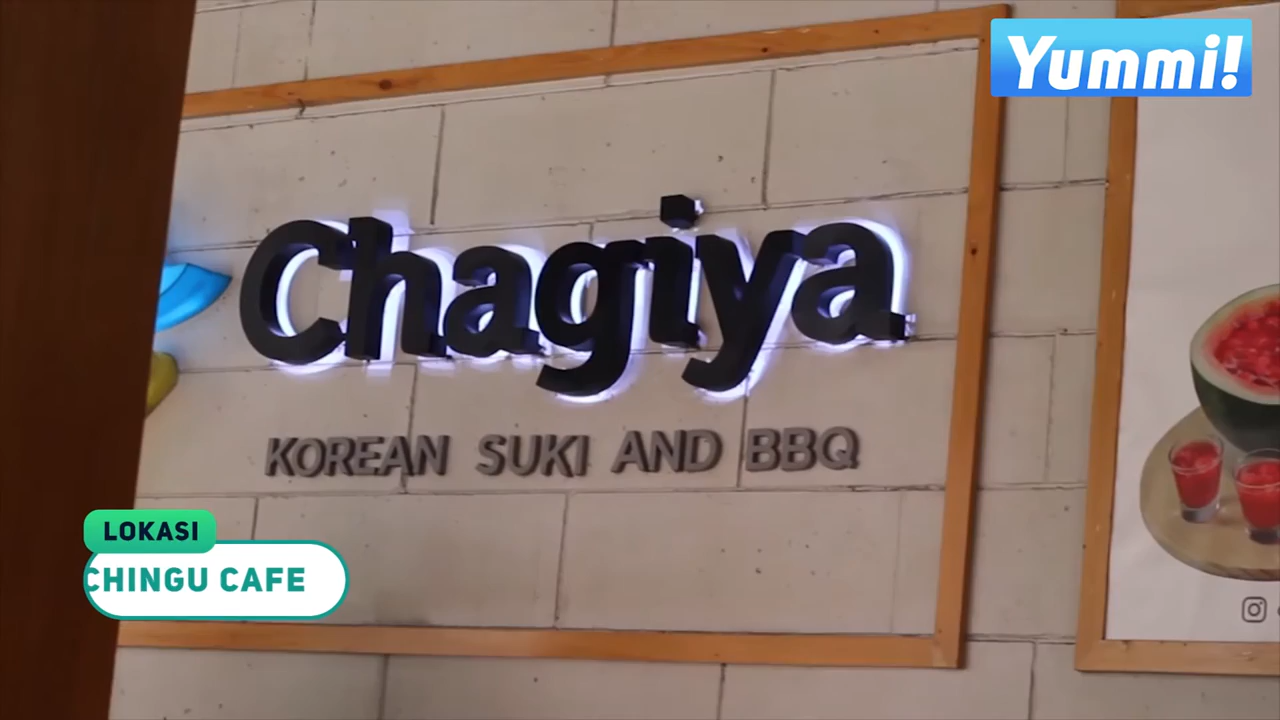 Yummi!
Chagiya
KOREAN SUKI AND BBQ
LOKASI
CHINGU CAFE